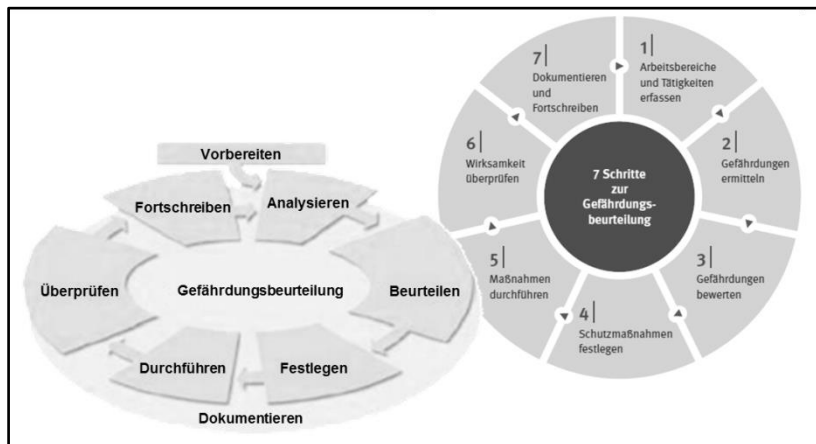 Vorbereiten
Fortschreiben
Analysieren
Überprüfen
Gefährdungsbeurteilung
Beurteilen
Durchführen
Festlegen
Dokumentieren
7 Schritte
zur
Gefährdungs-
beurteilung
1
Arbeitsbereiche
und Tätigkeiten
erfassen
2
Gefährdungen
ermitteln
3
Gefährdungen
bewerten
4
Schutzmaßnahmen
festlegen
5
Maßnahmen
durchführen
6
Wirksamkeit
überprüfen
7
Dokumentieren
und
Fortschreiben